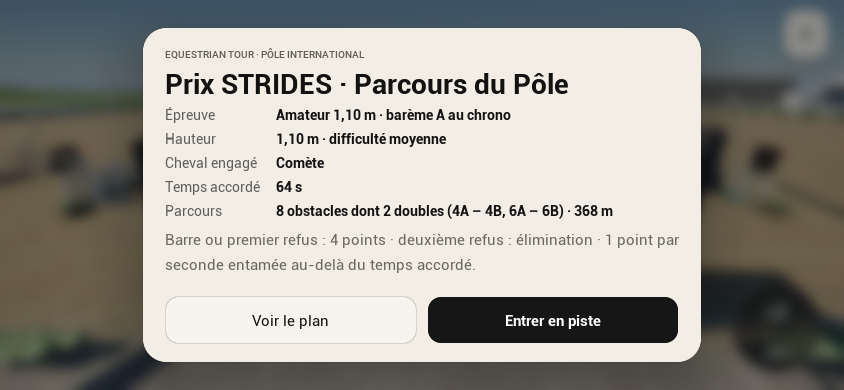 EQUESTRIAN TOUR · PÔLE INTERNATIONAL
Prix STRIDES · Parcours du Pôle
Épreuve Amateur 1,10 m · barème A au chrono
Hauteur 1,10 m · difficulté moyenne
Cheval engagé Comète
Temps accordé 64 s
Parcours 8 obstacles dont 2 doubles (4A – 4B, 6A – 6B) · 368 m
Barre ou premier refus : 4 points · deuxième refus : élimination · 1 point par
seconde entamée au-delà du temps accordé.
Voir le plan Entrer en piste